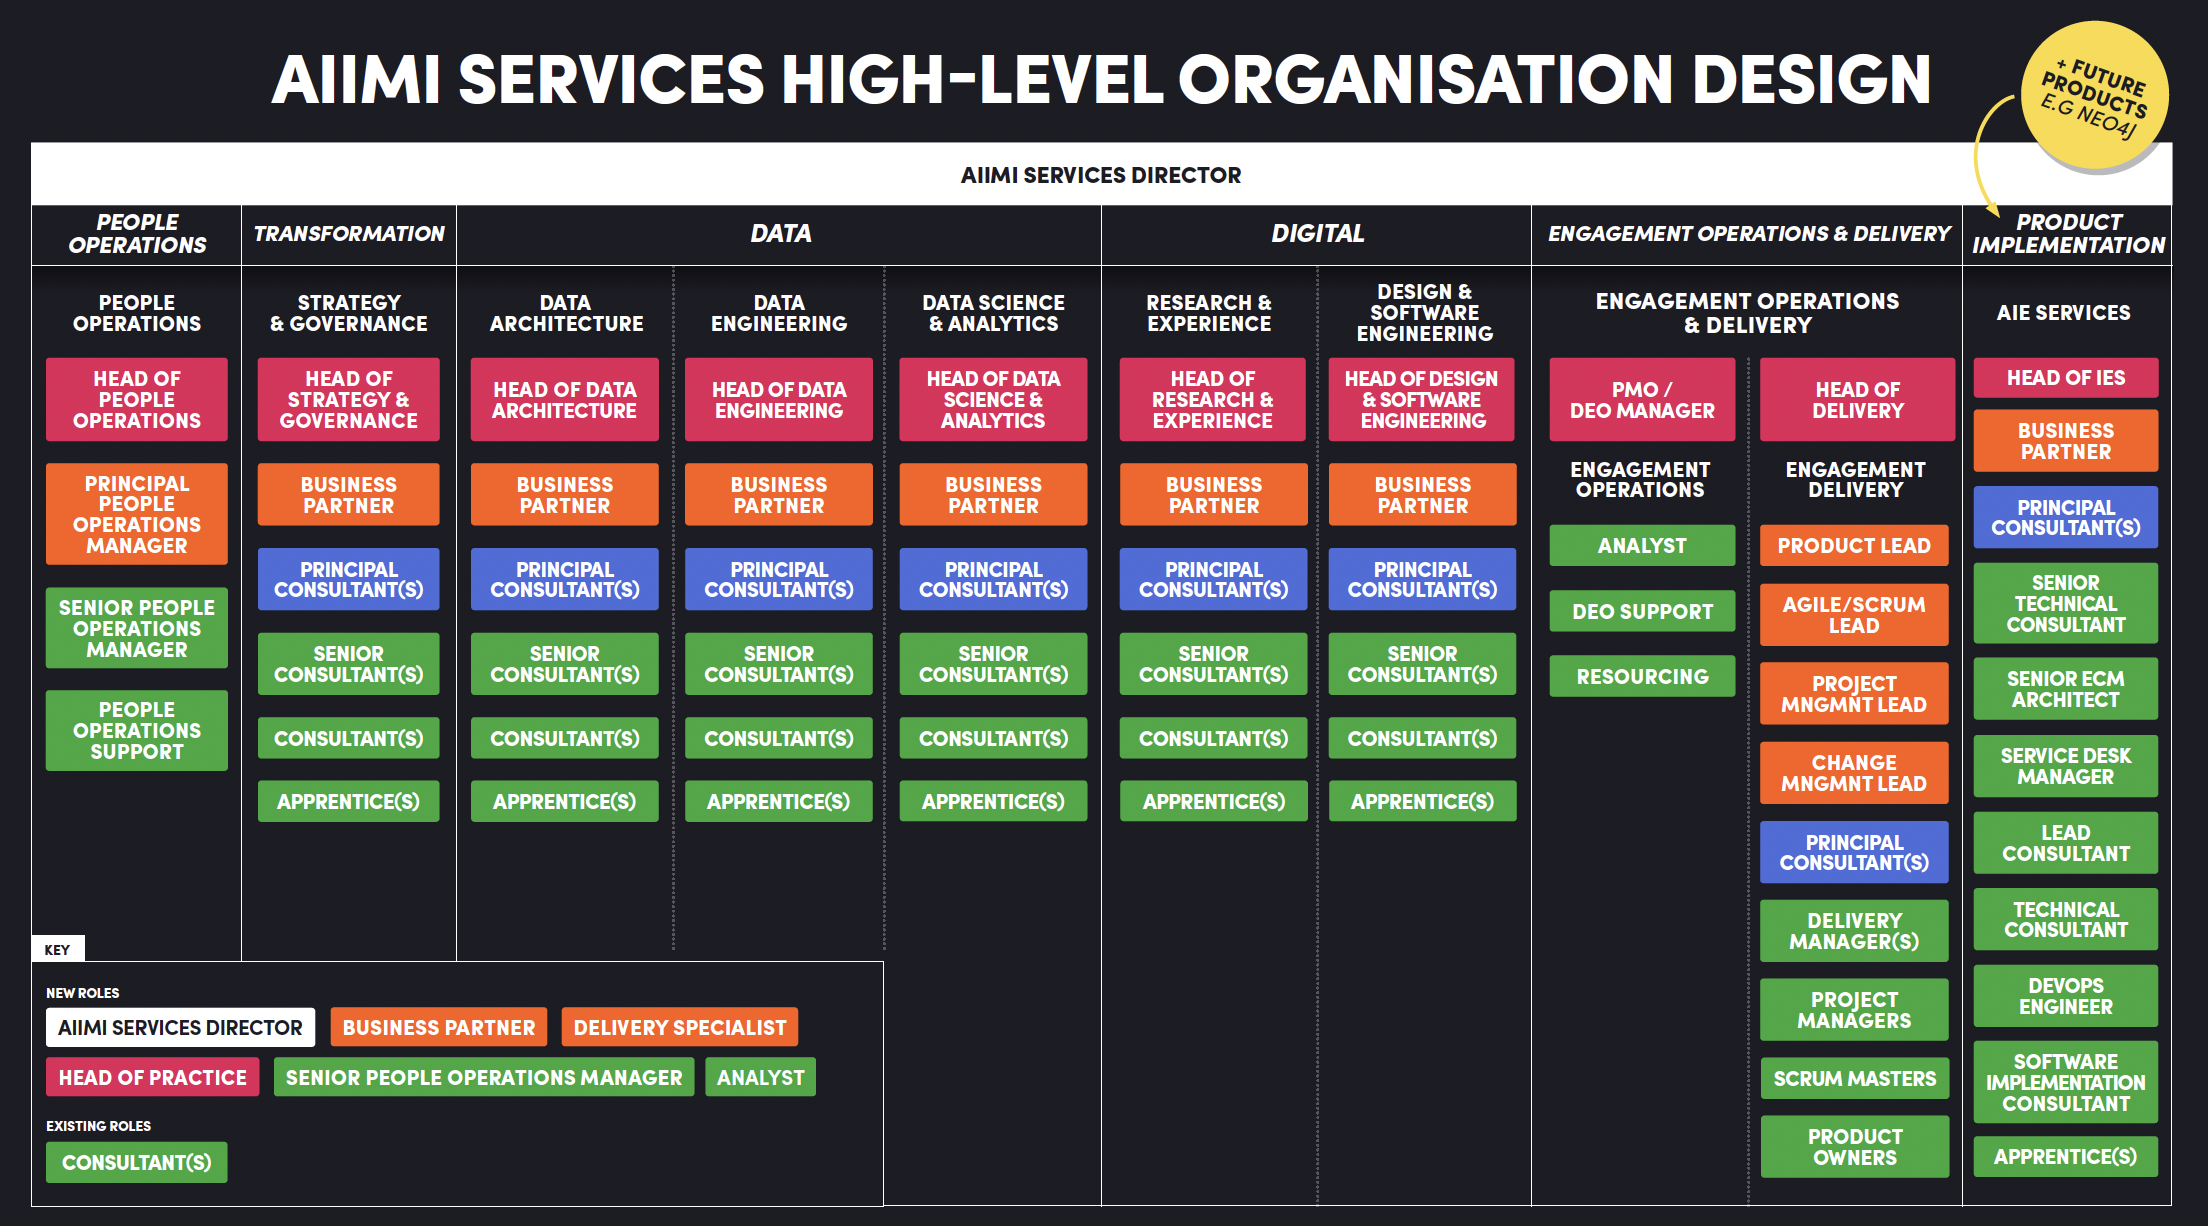 AIIMI SERVICES HIGH-LEVEL ORGANISATION DESIGN
+ FUTURE
PRODUCTS
E.G NEO4J
AIIMI SERVICES DIRECTOR
PEOPLE
OPERATIONS
TRANSFORMATION
DATA
DIGITAL
ENGAGEMENT OPERATIONS & DELIVERY
PRODUCT
IMPLEMENTATION
PEOPLE
OPERATIONS
HEAD OF
PEOPLE
OPERATIONS
PRINCIPAL
PEOPLE
OPERATIONS
MANAGER
SENIOR PEOPLE
OPERATIONS
MANAGER
PEOPLE
OPERATIONS
SUPPORT
STRATEGY
& GOVERNANCE
HEAD OF
STRATEGY &
GOVERNANCE
BUSINESS
PARTNER
PRINCIPAL
CONSULTANT(S)
SENIOR
CONSULTANT(S)
CONSULTANT(S)
APPRENTICE(S)
DATA
ARCHITECTURE
HEAD OF DATA
ARCHITECTURE
BUSINESS
PARTNER
PRINCIPAL
CONSULTANT(S)
SENIOR
CONSULTANT(S)
CONSULTANT(S)
APPRENTICE(S)
DATA
ENGINEERING
HEAD OF DATA
ENGINEERING
BUSINESS
PARTNER
PRINCIPAL
CONSULTANT(S)
SENIOR
CONSULTANT(S)
CONSULTANT(S)
APPRENTICE(S)
DATA SCIENCE
& ANALYTICS
HEAD OF DATA
SCIENCE &
ANALYTICS
BUSINESS
PARTNER
PRINCIPAL
CONSULTANT(S)
SENIOR
CONSULTANT(S)
CONSULTANT(S)
APPRENTICE(S)
RESEARCH &
EXPERIENCE
HEAD OF
RESEARCH &
EXPERIENCE
BUSINESS
PARTNER
PRINCIPAL
CONSULTANT(S)
SENIOR
CONSULTANT(S)
CONSULTANT(S)
APPRENTICE(S)
DESIGN &
SOFTWARE
ENGINEERING
HEAD OF DESIGN
& SOFTWARE
ENGINEERING
BUSINESS
PARTNER
PRINCIPAL
CONSULTANT(S)
SENIOR
CONSULTANT(S)
CONSULTANT(S)
APPRENTICE(S)
ENGAGEMENT OPERATIONS
& DELIVERY
PMO /
DEO MANAGER
ENGAGEMENT
OPERATIONS
ANALYST
DEO SUPPORT
RESOURCING
HEAD OF
DELIVERY
ENGAGEMENT
DELIVERY
PRODUCT LEAD
AGILE/SCRUM
LEAD
PROJECT
MNGMNT LEAD
CHANGE
MNGMNT LEAD
PRINCIPAL
CONSULTANT(S)
DELIVERY
MANAGER(S)
PROJECT
MANAGERS
SCRUM MASTERS
PRODUCT
OWNERS
AIE SERVICES
HEAD OF IES
BUSINESS
PARTNER
PRINCIPAL
CONSULTANT(S)
SENIOR
TECHNICAL
CONSULTANT
SENIOR ECM
ARCHITECT
SERVICE DESK
MANAGER
LEAD
CONSULTANT
TECHNICAL
CONSULTANT
DEVOPS
ENGINEER
SOFTWARE
IMPLEMENTATION
CONSULTANT
APPRENTICE(S)
KEY
NEW ROLES
AIIMI SERVICES DIRECTOR
BUSINESS PARTNER
DELIVERY SPECIALIST
HEAD OF PRACTICE
SENIOR PEOPLE OPERATIONS MANAGER
ANALYST
EXISTING ROLES
CONSULTANT(S)